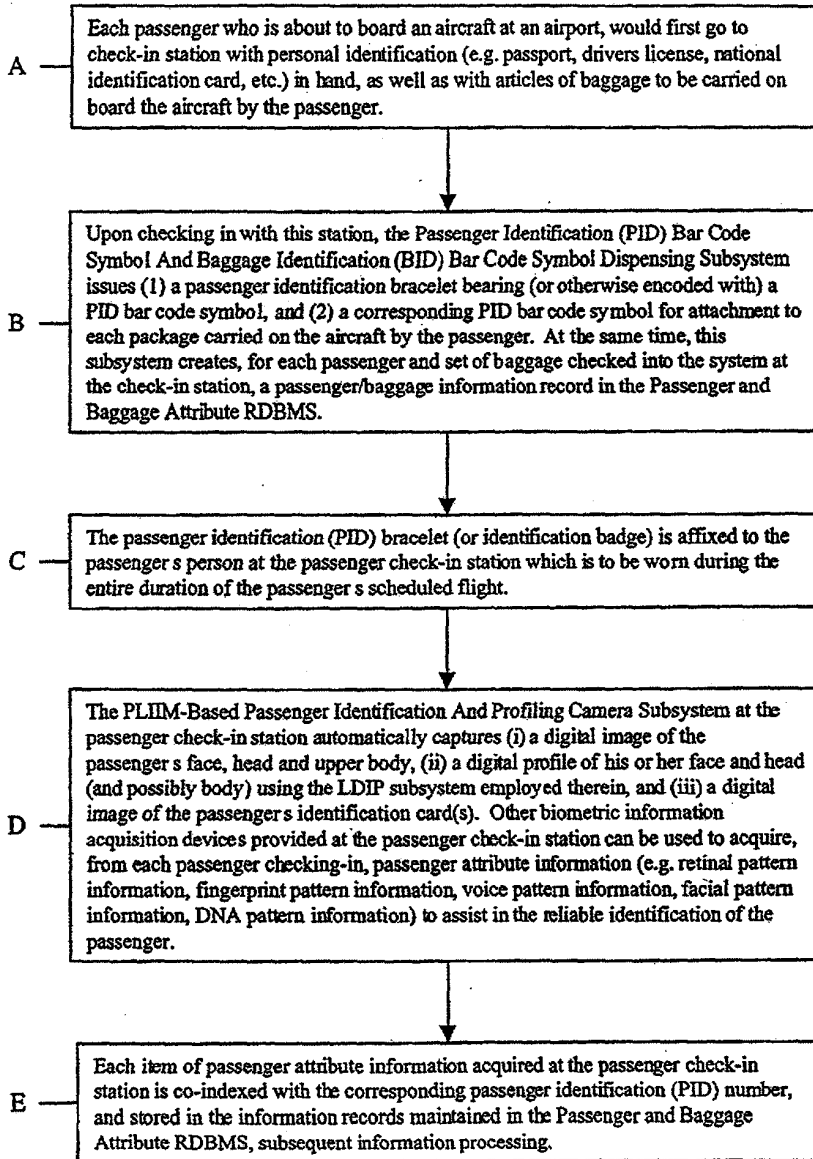 Each passenger who is about to board an aircraft at an airport, would first go to
check-in station with personal identification (e.g. passport, drivers license, national
identification card, etc.) in hand, as well as with articles of baggage to be carried on
board the aircraft by the passenger.
A
Upon checking in with this station, the Passenger Identification (PID) Bar Code
Symbol And Baggage Identification (BID) Bar Code Symbol Dispensing Subsystem
issues (1) a passenger identification bracelet bearing (or otherwise encoded with) a
PID bar code symbol, and (2) a corresponding PID bar code symbol for attachment to
each package carried on the aircraft by the passenger. At the same time, this
subsystem creates, for each passenger and set of baggage checked into the system at
the check-in station, a passenger/baggage information record in the Passenger and
Baggage Attribute RDBMS.
B
The passenger identification (PID) bracelet (or identification badge) is affixed to the
passenger s person at the passenger check-in station which is to be worn during the
entire duration of the passenger s scheduled flight.
C
The PLIIM-Based Passenger Identification And Profiling Camera Subsystem at the
passenger check-in station automatically captures (i) a digital image of the
passenger s face, head and upper body, (ii) a digital profile of his or her face and head
(and possibly body) using the LDIP subsystem employed therein, and (iii) a digital
image of the passenger s identification card(s). Other biometric information
acquisition devices provided at the passenger check-in station can be used to acquire,
from each passenger checking-in, passenger attribute information (e.g. retinal pattern
information, fingerprint pattern information, voice pattern information, facial pattern
information, DNA pattern information) to assist in the reliable identification of the
passenger.
D
Each item of passenger attribute information acquired at the passenger check-in
station is co-indexed with the corresponding passenger identification (PID) number,
and stored in the information records maintained in the Passenger and Baggage
Attribute RDBMS, subsequent information processing.
E